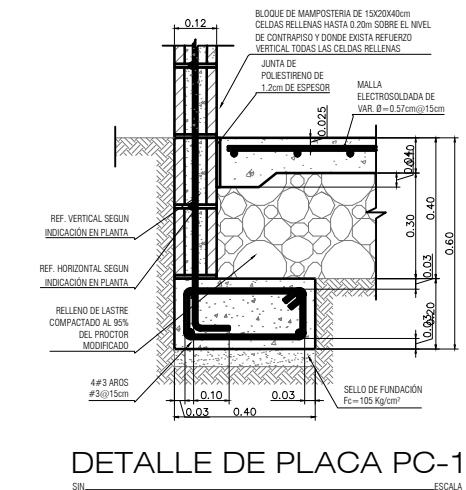 0.12
BLOQUE DE MAMPOSTERIA DE 15X20X40cm
CELDAS RELLENAS HASTA 0.20m SOBRE EL NIVEL
DE CONTRAPISO Y DONDE EXISTA REFUERZO
VERTICAL TODAS LAS CELDAS RELLENAS
JUNTA DE
POLIESTIRENO DE
1.2cm DE ESPESOR
MALLA
ELECTROSOLDADA DE
VAR. Ø=0.57cm@15cm
0.025
0.10
0.04
0.30
0.40
0.60
0.03
0.20
0.03
REF. VERTICAL SEGUN
INDICACIÓN EN PLANTA
REF. HORIZONTAL SEGUN
INDICACIÓN EN PLANTA
RELLENO DE LASTRE
COMPACTADO AL 95%
DEL PROCTOR
MODIFICADO
4#3 AROS
#3@15cm
0.10
0.03
0.03
0.40
SELLO DE FUNDACIÓN
Fc=105 Kg/cm²
DETALLE DE PLACA PC-1
SIN
ESCALA